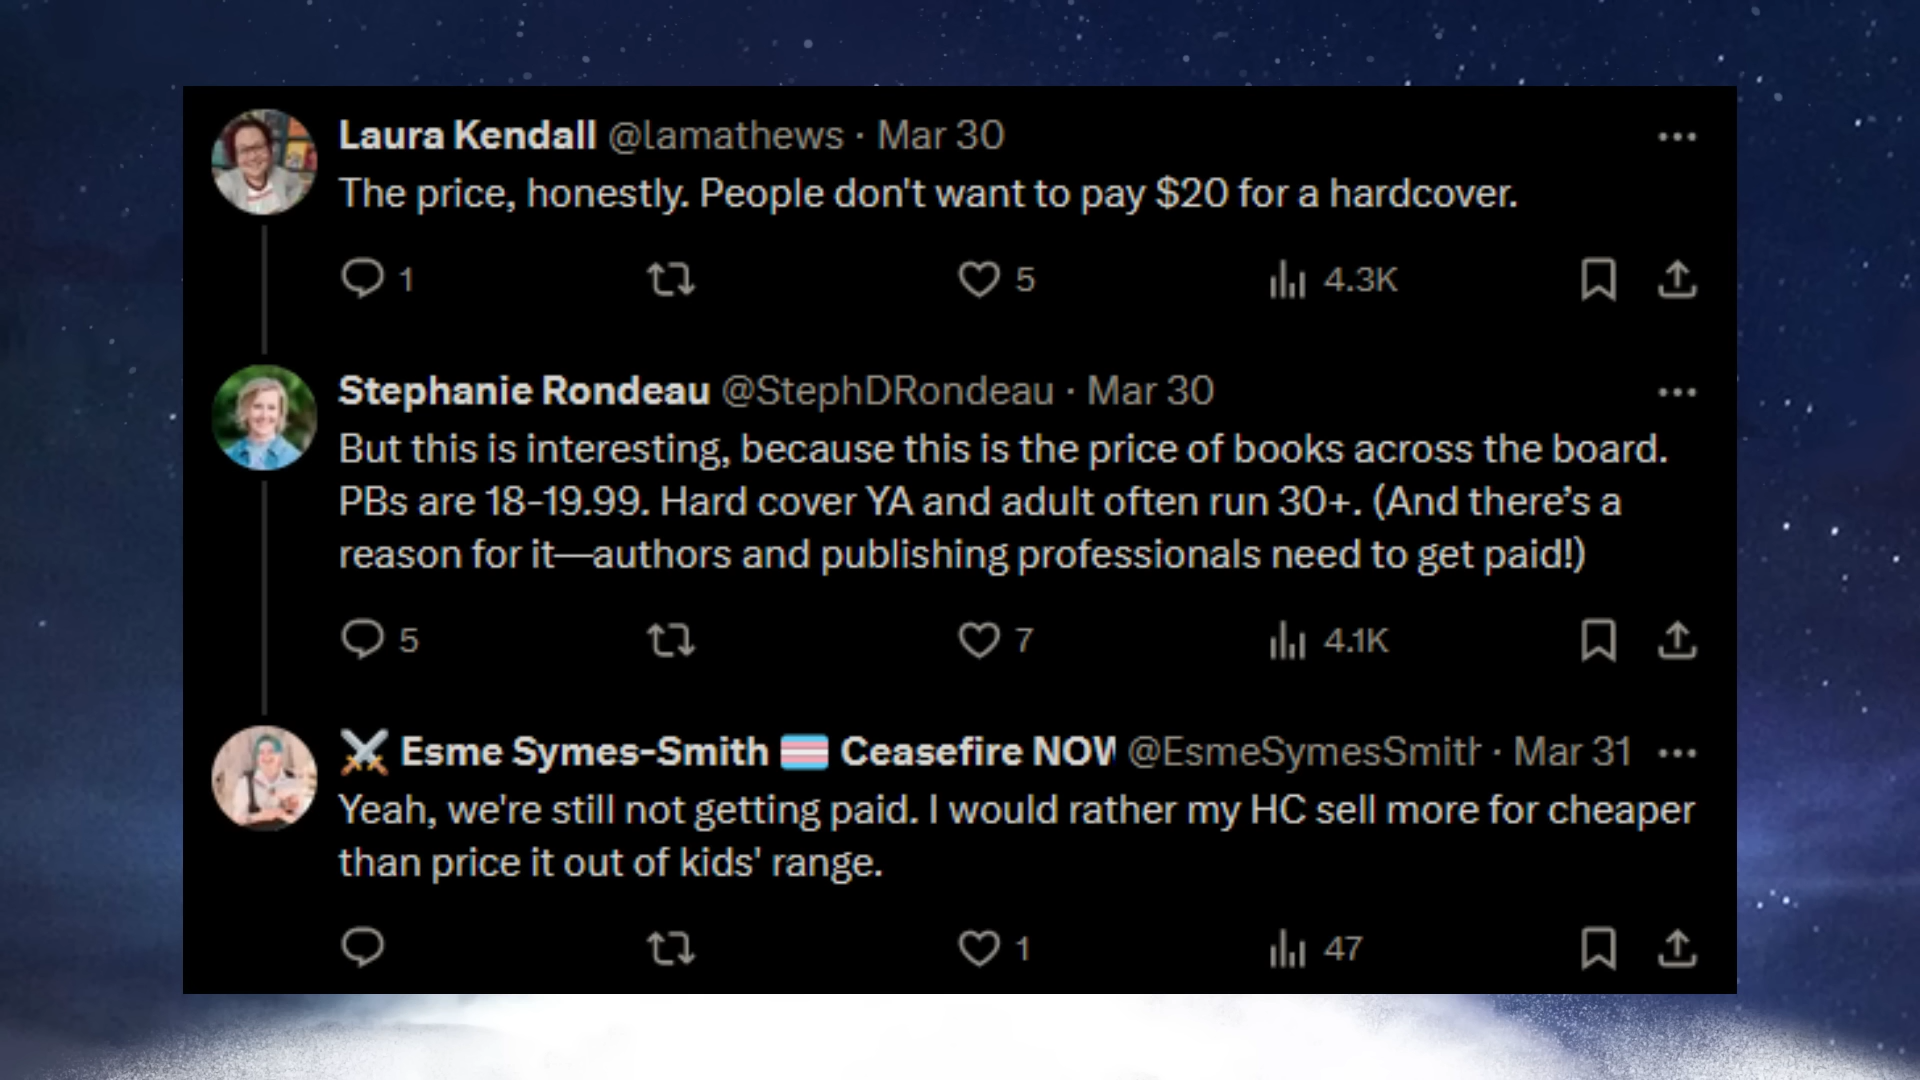 Laura Kendall @lamathews · Mar 30
The price, honestly. People don't want to pay $20 for a hardcover.
1 5 4.3K
Stephanie Rondeau @StephDRondeau · Mar 30
But this is interesting, because this is the price of books across the board.
PBs are 18-19.99. Hard cover YA and adult often run 30+. (And there’s a
reason for it—authors and publishing professionals need to get paid!)
5 7 4.1K
⚔️ Esme Symes-Smith 🏳️‍⚧️ Ceasefire NOW @EsmeSymesSmith · Mar 31
Yeah, we're still not getting paid. I would rather my HC sell more for cheaper
than price it out of kids' range.
1 47